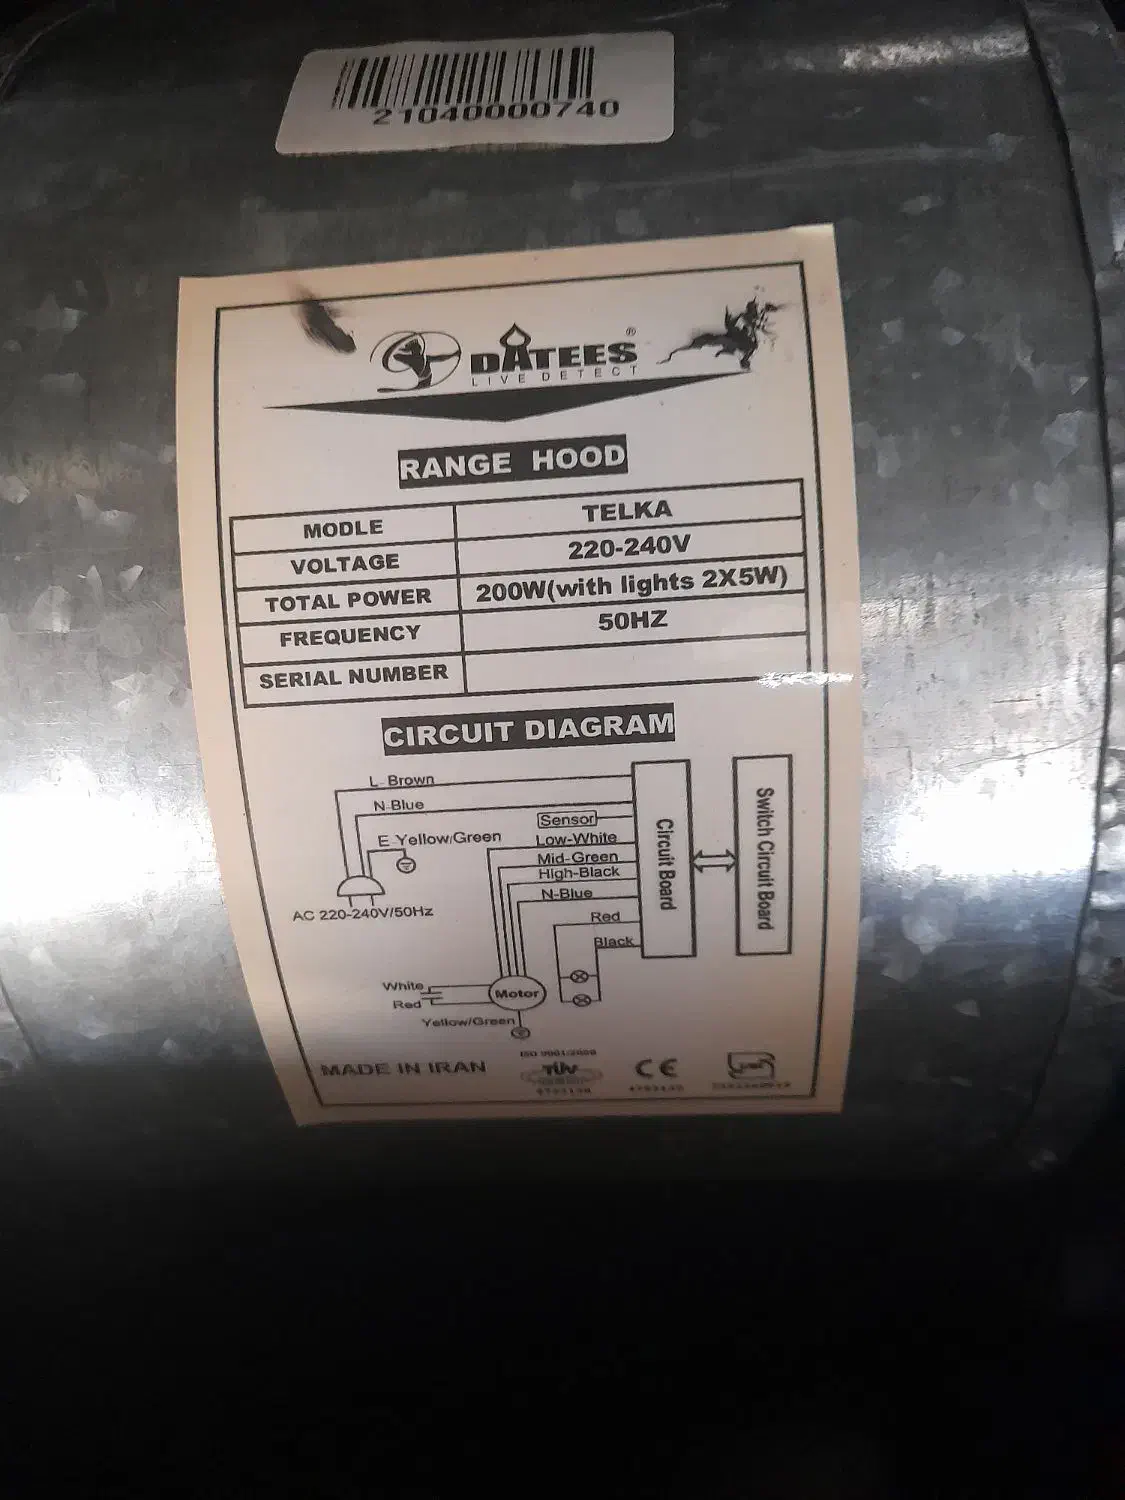 21040000740
DATEES®
LIVE DETECT
RANGE HOOD
MODLE TELKA
VOLTAGE 220-240V
TOTAL POWER 200W(with lights 2X5W)
FREQUENCY 50HZ
SERIAL NUMBER
CIRCUIT DIAGRAM
L-Brown
N-Blue
E-Yellow/Green
AC 220-240V/50Hz
Sensor
Low-White
Mid-Green
High-Black
N-Blue
Red
Black
Circuit Board
Switch Circuit Board
White
Red
Motor
Yellow/Green
MADE IN IRAN
TÜV
CE